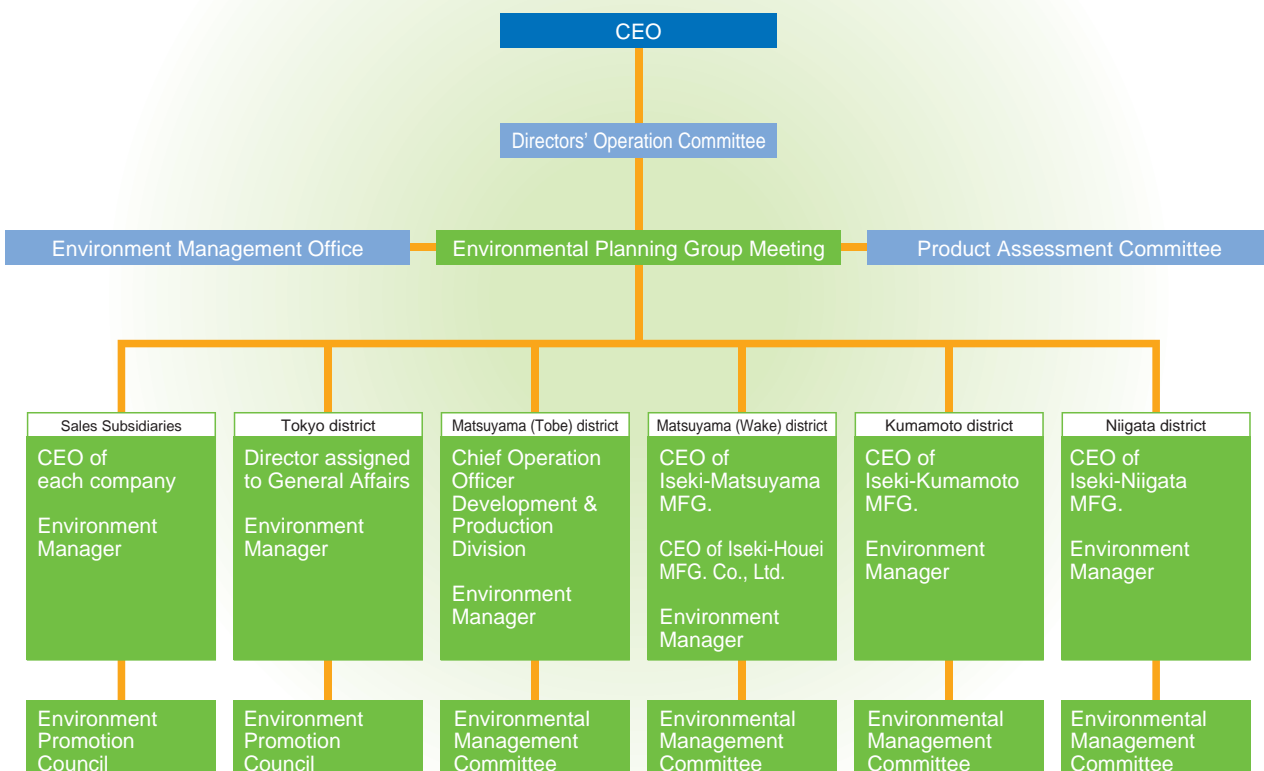 CEO
Directors' Operation Committee
Environment Management Office
Environmental Planning Group Meeting
Product Assessment Committee
Sales Subsidiaries
CEO of
each company
Environment
Manager
Environment
Promotion
Council
Tokyo district
Director assigned
to General Affairs
Environment
Manager
Environment
Promotion
Council
Matsuyama (Tobe) district
Chief Operation
Officer
Development &
Production
Division
Environment
Manager
Environmental
Management
Committee
Matsuyama (Wake) district
CEO of
Iseki-Matsuyama
MFG.
CEO of Iseki-Houei
MFG. Co., Ltd.
Environment
Manager
Environmental
Management
Committee
Kumamoto district
CEO of
Iseki-Kumamoto
MFG.
Environment
Manager
Environmental
Management
Committee
Niigata district
CEO of
Iseki-Niigata
MFG.
Environment
Manager
Environmental
Management
Committee